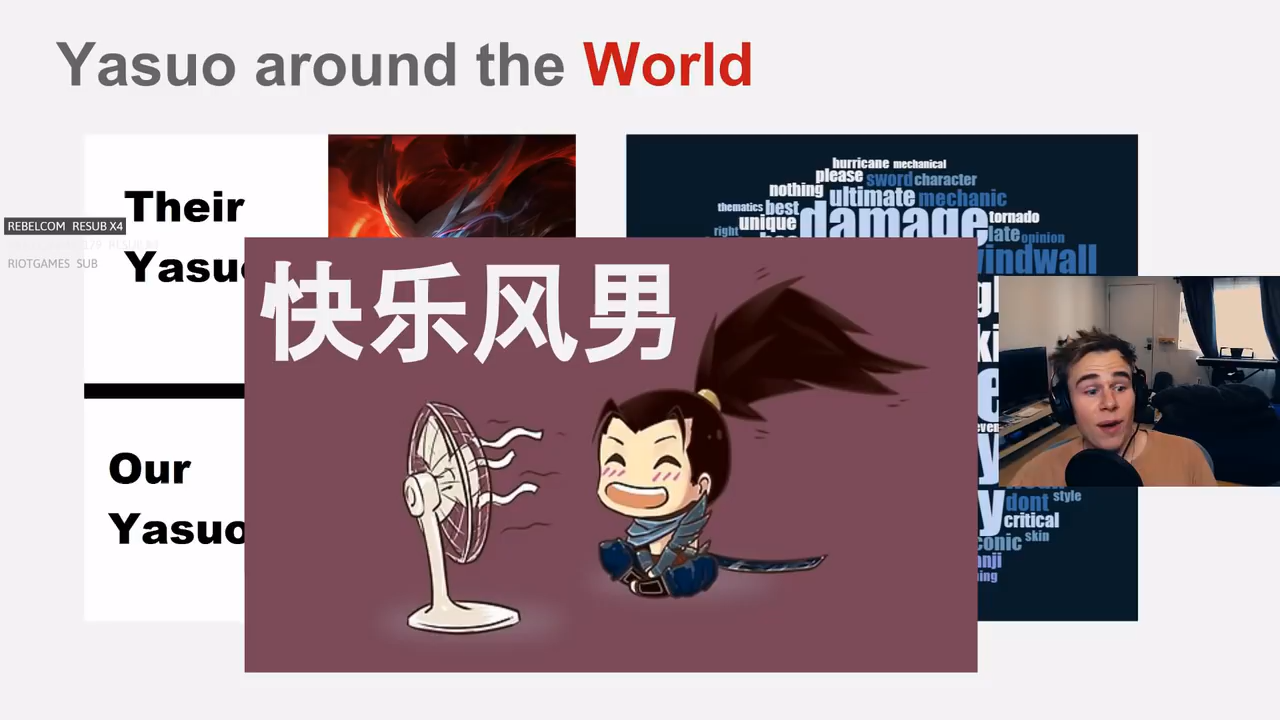 Yasuo around the World
Their
Yasuo
REBELCOM RESUB X4
RIOTGAMES SUB
Our
Yasuo
快乐风男
hurricane mechanical
please sword character
nothing ultimate mechanic
thematics best damage tornado
unique
right
opinion
windwall
dont style
critical
skin